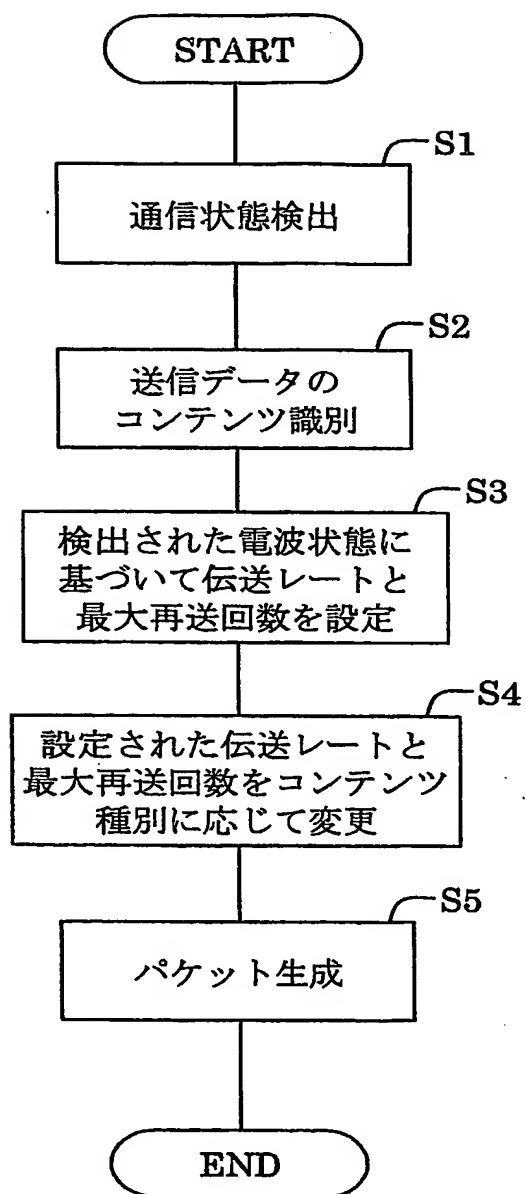 START
S1
通信状態検出
S2
送信データの
コンテンツ識別
S3
検出された電波状態に
基づいて伝送レートと
最大再送回数を設定
S4
設定された伝送レートと
最大再送回数をコンテンツ
種別に応じて変更
S5
パケット生成
END